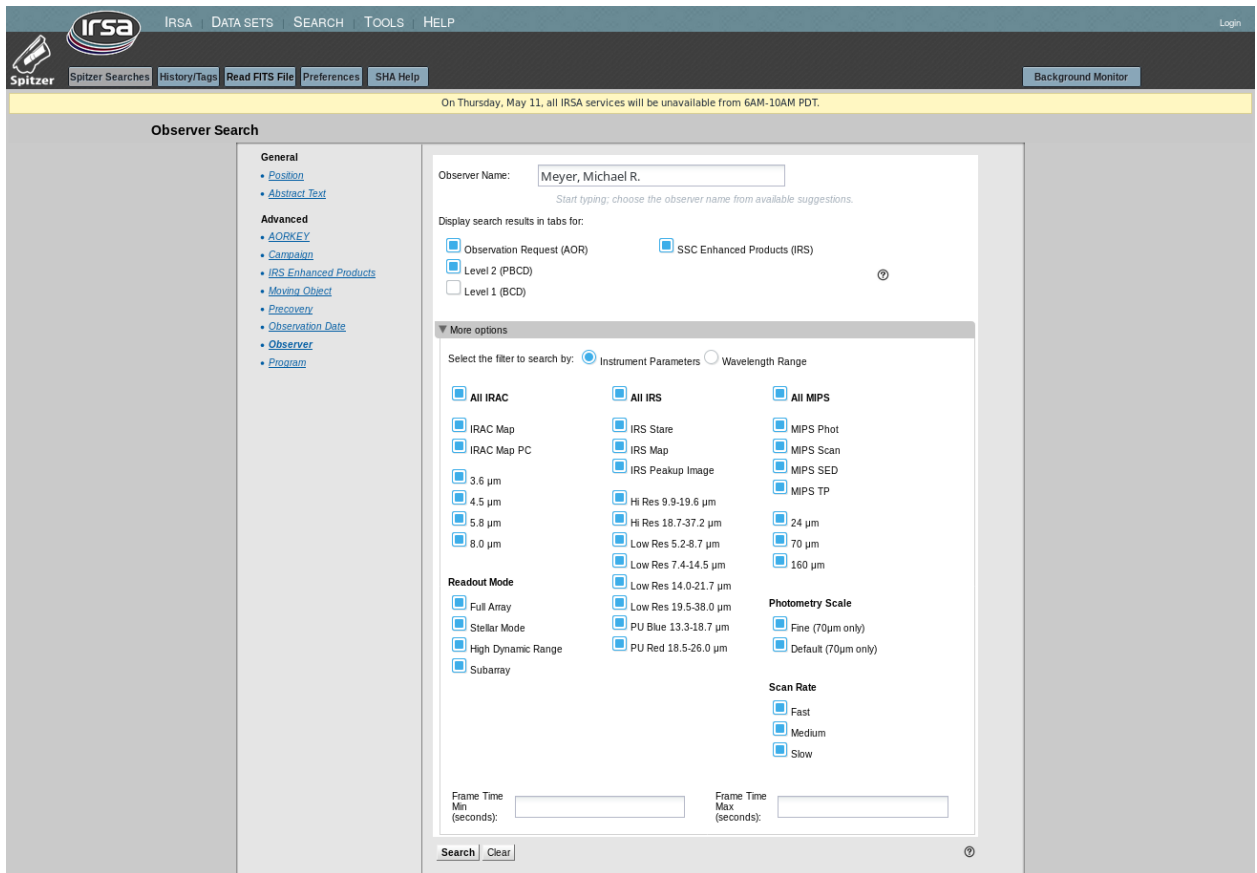 irsa
IRSA DATA SETS SEARCH TOOLS HELP
Login
Spitzer
Spitzer Searches History/Tags Read FITS File Preferences SHA Help
Background Monitor
On Thursday, May 11, all IRSA services will be unavailable from 6AM-10AM PDT.
Observer Search
General
Position
Abstract Text
Advanced
AORKEY
Campaign
IRS Enhanced Products
Moving Object
Precovery
Observation Date
Observer
Program
Observer Name: Meyer, Michael R.
Start typing; choose the observer name from available suggestions.
Display search results in tabs for:
Observation Request (AOR)
SSC Enhanced Products (IRS)
Level 2 (PBCD)
Level 1 (BCD)
?
More options
Select the filter to search by: Instrument Parameters Wavelength Range
All IRAC
IRAC Map
IRAC Map PC
3.6 µm
4.5 µm
5.8 µm
8.0 µm
Readout Mode
Full Array
Stellar Mode
High Dynamic Range
Subarray
All IRS
IRS Stare
IRS Map
IRS Peakup Image
Hi Res 9.9-19.6 µm
Hi Res 18.7-37.2 µm
Low Res 5.2-8.7 µm
Low Res 7.4-14.5 µm
Low Res 14.0-21.7 µm
Low Res 19.5-38.0 µm
PU Blue 13.3-18.7 µm
PU Red 18.5-26.0 µm
All MIPS
MIPS Phot
MIPS Scan
MIPS SED
MIPS TP
24 µm
70 µm
160 µm
Photometry Scale
Fine (70µm only)
Default (70µm only)
Scan Rate
Fast
Medium
Slow
Frame Time
Min
(seconds):
Frame Time
Max
(seconds):
Search Clear
?